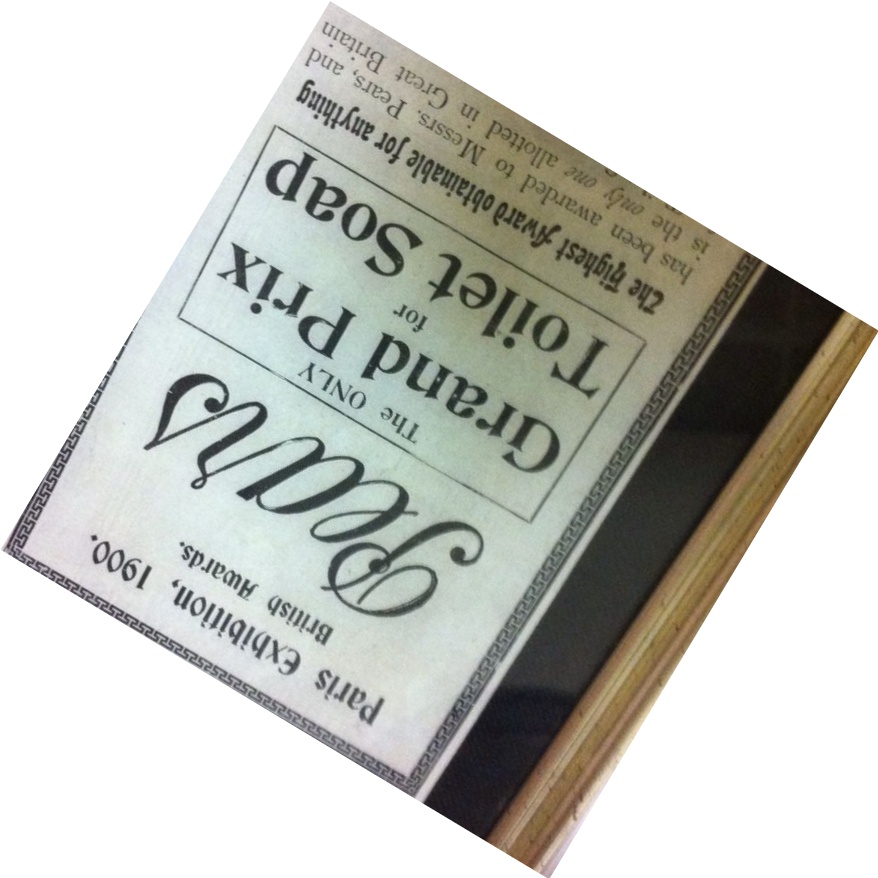 Paris Exhibition, 1900.
British Awards.
Pears
The ONLY
Grand Prix
for
Toilet Soap
The Highest Award obtainable for anything
has been awarded to Messrs. Pears, and
is the only one allotted in Great Britain